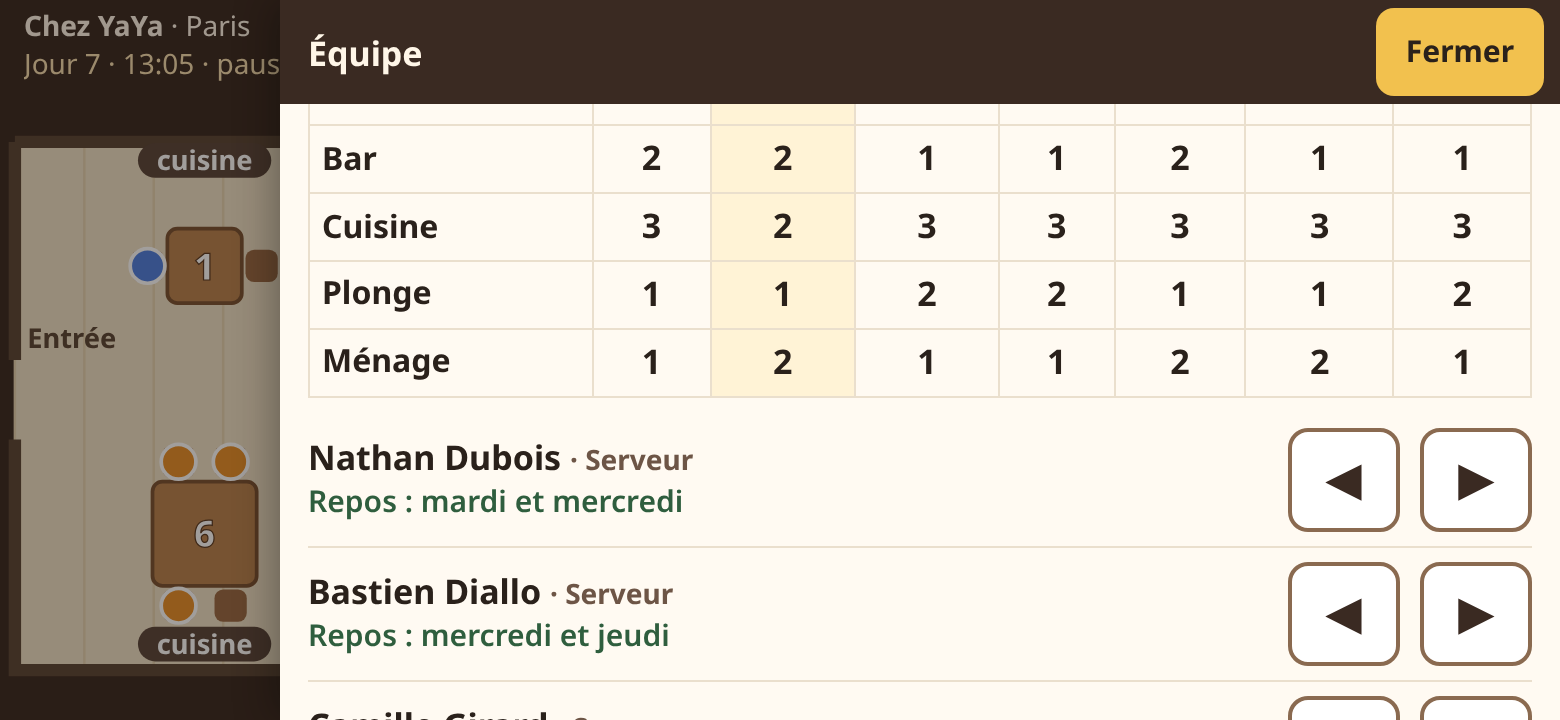 Chez YaYa · Paris
Jour 7 · 13:05 · paus
Équipe
Fermer
cuisine
1
Entrée
6
cuisine
Bar 2 2 1 1 2 1 1
Cuisine 3 2 3 3 3 3 3
Plonge 1 1 2 2 1 1 2
Ménage 1 2 1 1 2 2 1
Nathan Dubois · Serveur
Repos : mardi et mercredi
◀ ▶
Bastien Diallo · Serveur
Repos : mercredi et jeudi
◀ ▶
Camille Girard